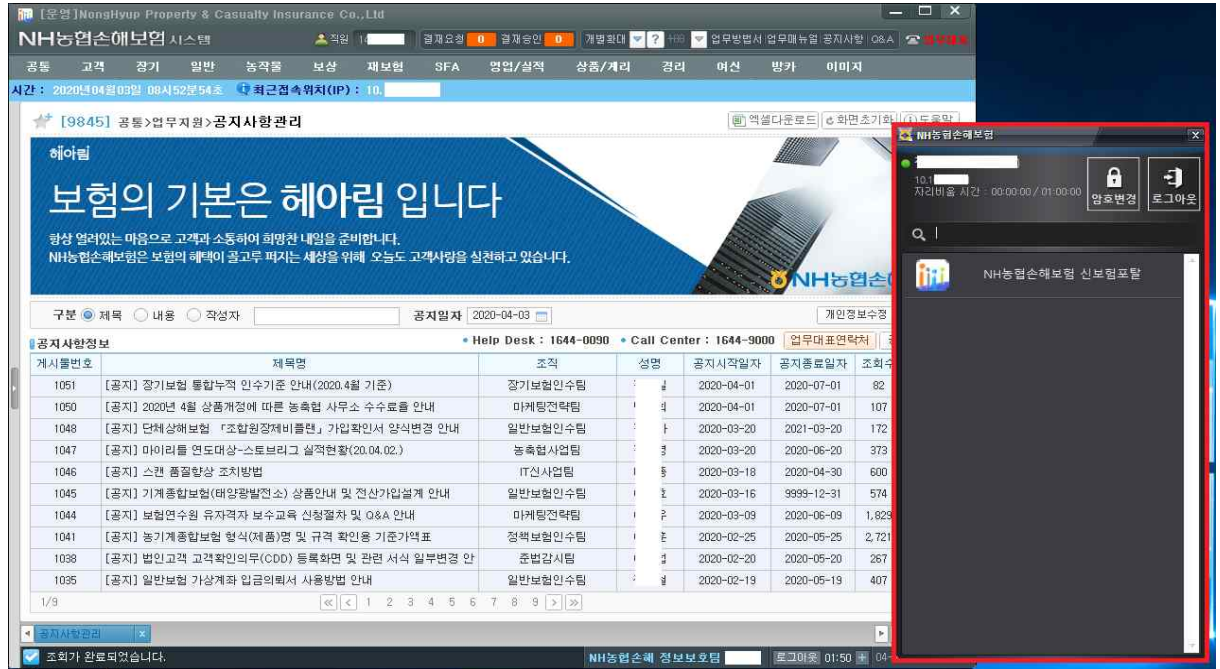 [운영]NongHyup Property & Casualty Insurance Co.,Ltd
NH농협손해보험 시스템
직원 결재요청 0 결재승인 0 개별확대 ? 업무방법서 업무매뉴얼 공지사항 Q&A
공통 고객 장기 일반 농작물 보상 재보험 SFA 영업/실적 상품/계리 경리 여신 방카 이미지
시간 : 2020년04월03일 08시52분54초 최근접속위치(IP) : 10.
[9845] 공통>업무지원>공지사항관리 엑셀다운로드 화면초기화 도움말
헤아림
보험의 기본은 헤아림 입니다
항상 열려있는 마음으로 고객과 소통하여 희망찬 내일을 준비합니다.
NH농협손해보험은 보험의 혜택이 골고루 퍼지는 세상을 위해 오늘도 고객사랑을 실천하고 있습니다.
NH농협손
구분 제목 내용 작성자 공지일자 2020-04-03 개인정보수정
공지사항정보 • Help Desk : 1644-0090 • Call Center : 1644-9000 업무대표연락처
게시물번호 제목명 조직 성명 공지시작일자 공지종료일자 조회수
1051 [공지] 장기보험 통합누적 인수기준 안내(2020.4월 기준) 장기보험인수팀 2020-04-01 2020-07-01 82
1050 [공지] 2020년 4월 상품개정에 따른 농축협 사무소 수수료율 안내 마케팅전략팀 2020-04-01 2020-07-01 107
1048 [공지] 단체상해보험 「조합원장제비플랜」가입확인서 양식변경 안내 일반보험인수팀 2020-03-20 2021-03-20 172
1047 [공지] 마이리틀 연도대상-스토브리그 실적현황(20.04.02.) 농축협사업팀 2020-03-20 2020-06-20 373
1046 [공지] 스캔 품질향상 조치방법 IT신사업팀 2020-03-18 2020-04-30 600
1045 [공지] 기계종합보험(태양광발전소) 상품안내 및 전산가입설계 안내 일반보험인수팀 2020-03-16 9999-12-31 574
1044 [공지] 보험연수원 유자격자 보수교육 신청절차 및 Q&A 안내 마케팅전략팀 2020-03-09 2020-06-09 1,829
1041 [공지] 농기계종합보험 형식(제품)명 및 규격 확인용 기준가액표 정책보험인수팀 2020-02-25 2020-05-25 2,721
1038 [공지] 법인고객 고객확인의무(CDD) 등록화면 및 관련 서식 일부변경 안 준법감시팀 2020-02-20 2020-05-20 267
1035 [공지] 일반보험 가상계좌 입금의뢰서 사용방법 안내 일반보험인수팀 2020-02-19 2020-05-19 407
1/9 1 2 3 4 5 6 7 8 9
공지사항관리 x
조회가 완료되었습니다. NH농협손해 정보보호팀 로그아웃 01:50 04-
NH농협손해보험
10.1
자리비움 시간 : 00:00:00 / 01:00:00
암호변경 로그아웃
NH농협손해보험 신보험포탈